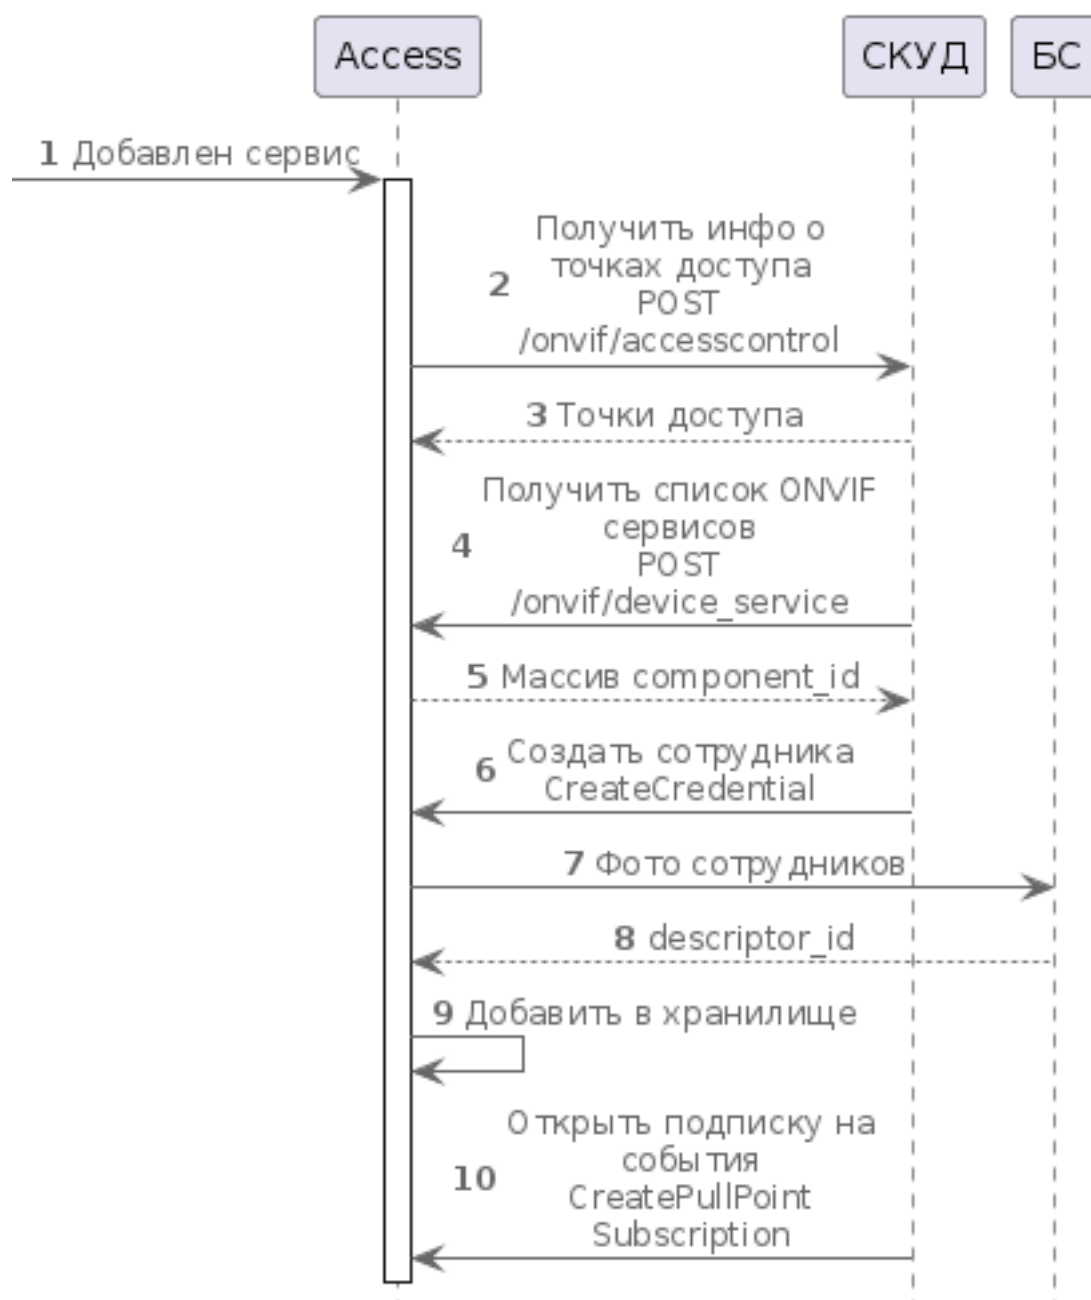 Access
СКУД
БС
1 Добавлен сервис
Получить инфо о
точках доступа
2
POST
/onvif/accesscontrol
3 Точки доступа
Получить список ONVIF
сервисов
4
POST
/onvif/device_service
5 Массив component_id
Создать сотрудника
6
CreateCredential
7 Фото сотрудников
8 descriptor_id
9 Добавить в хранилище
Открыть подписку на
события
10
CreatePullPoint
Subscription